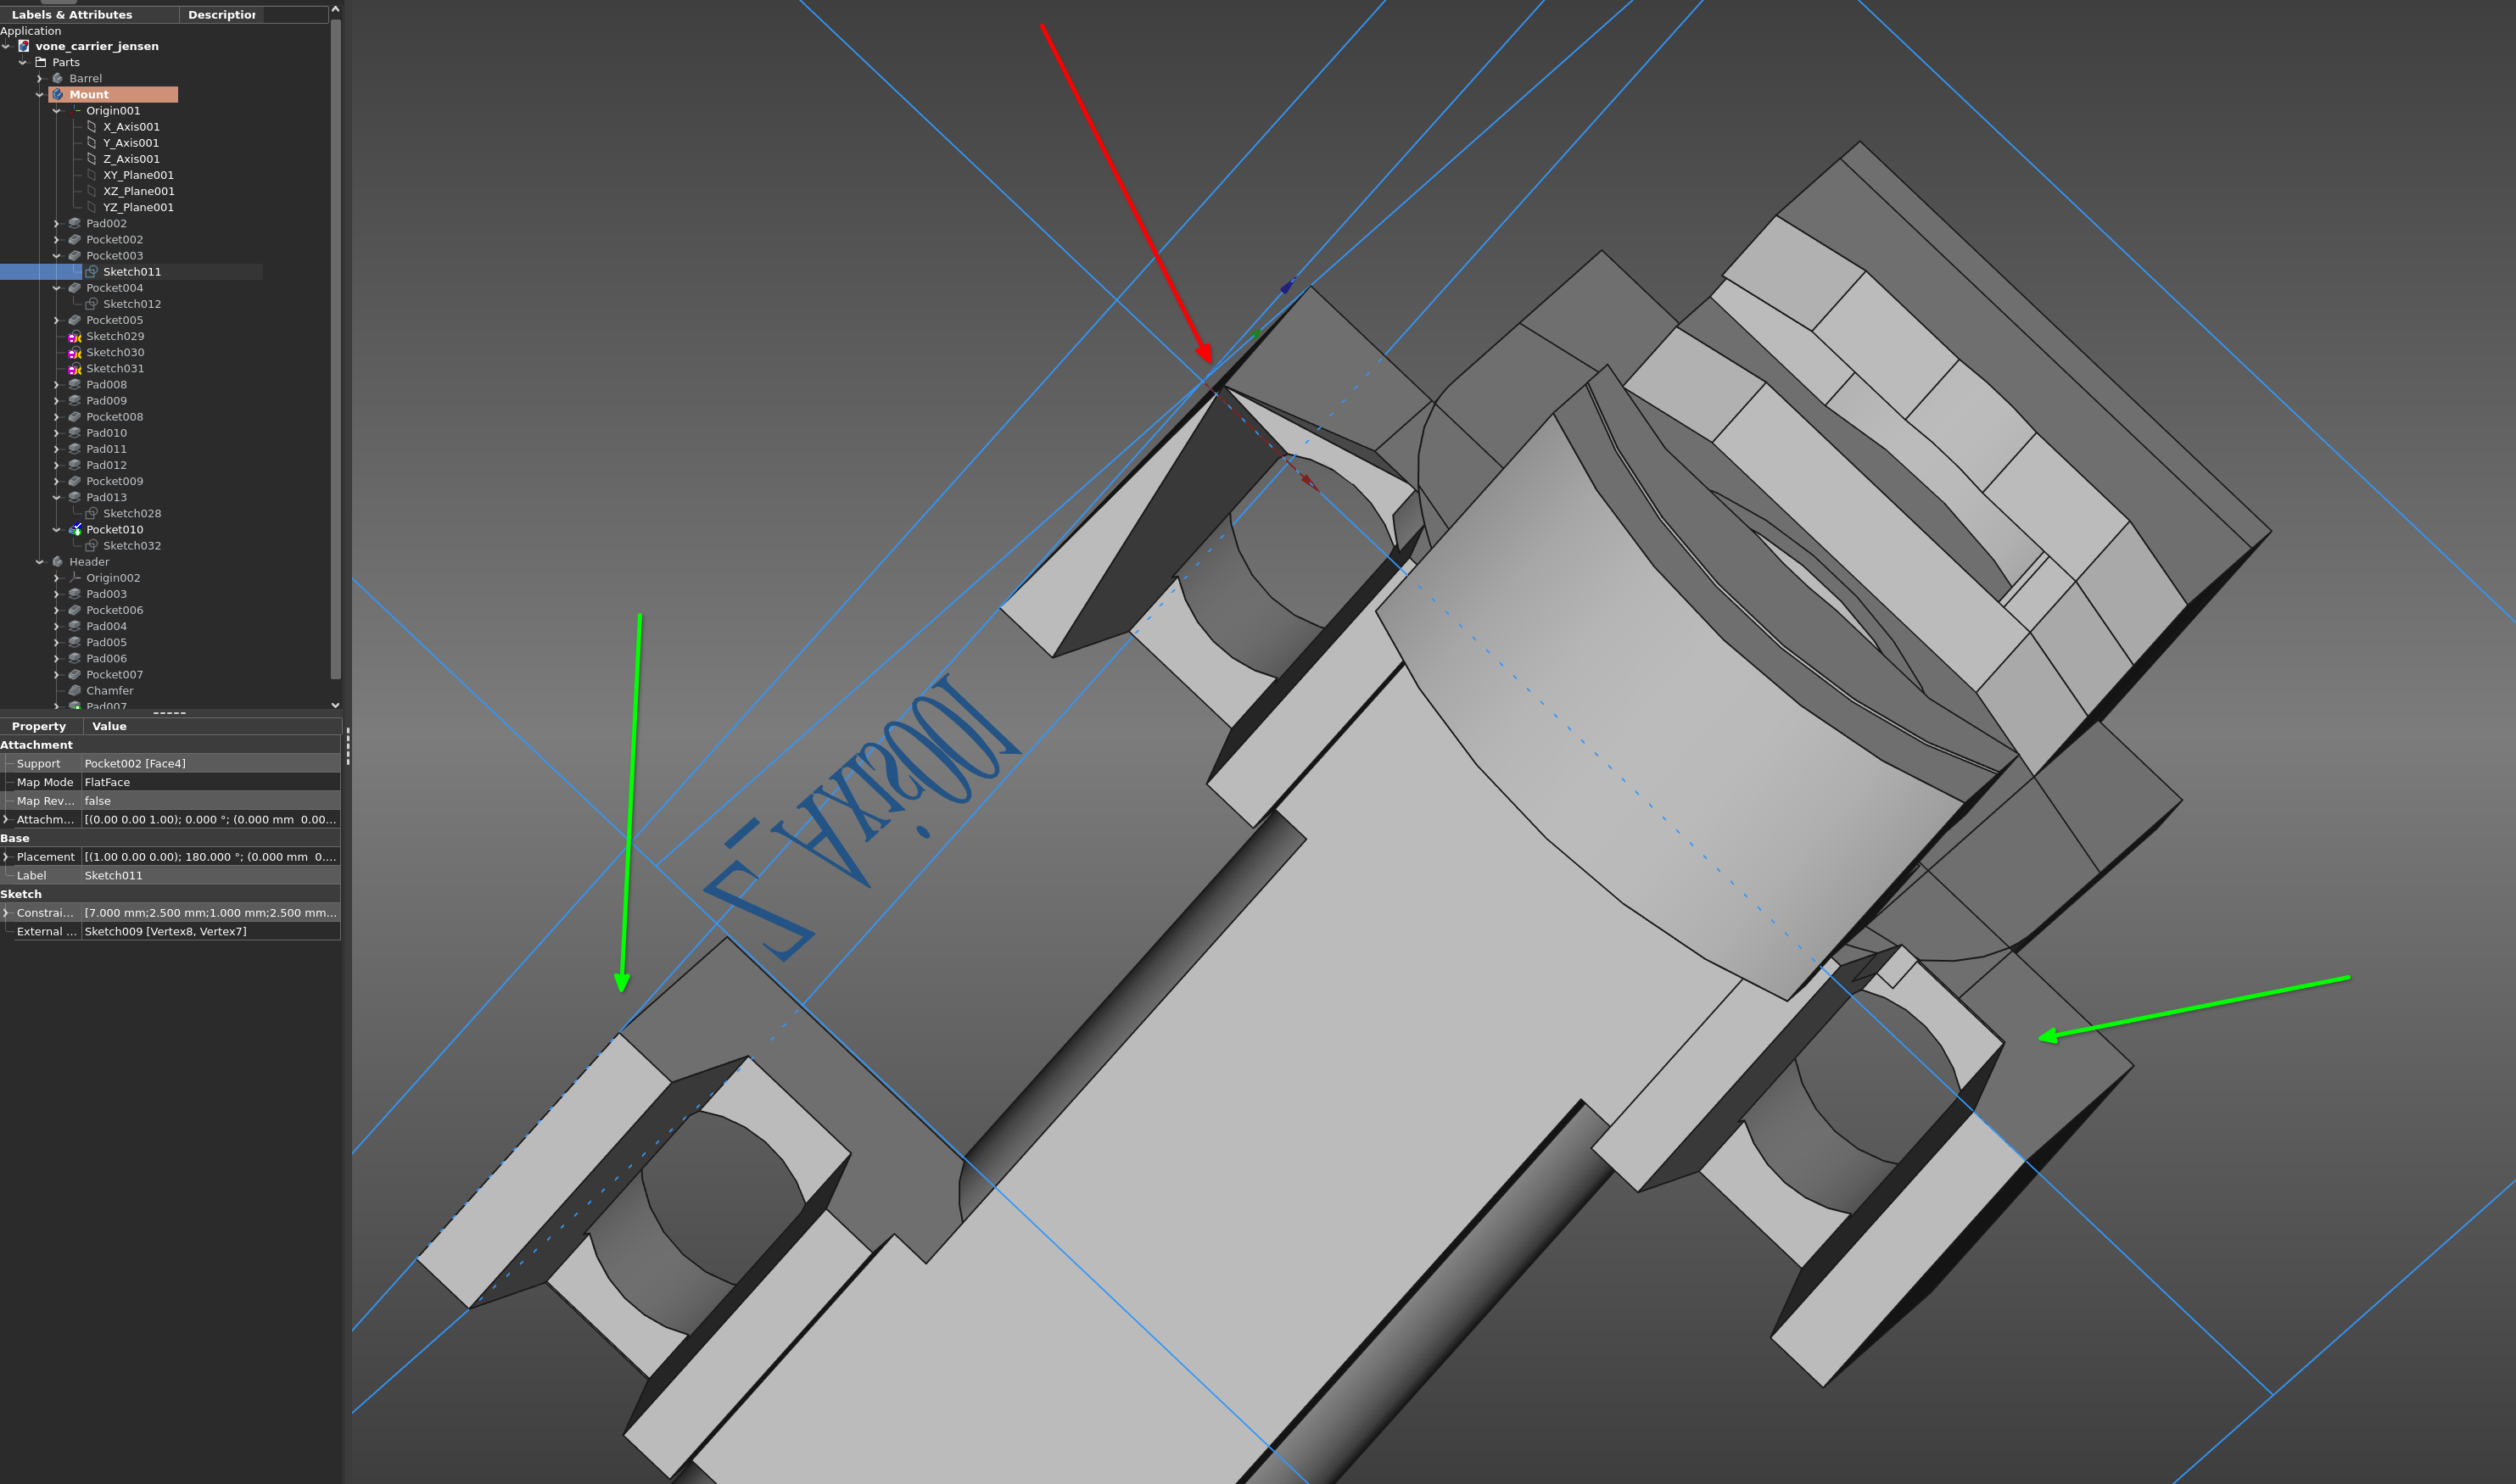 Labels & Attributes Description
Application
vone_carrier_jensen
Parts
Barrel
Mount
Origin001
X_Axis001
Y_Axis001
Z_Axis001
XY_Plane001
XZ_Plane001
YZ_Plane001
Pad002
Pocket002
Pocket003
Sketch011
Pocket004
Sketch012
Pocket005
Sketch029
Sketch030
Sketch031
Pad008
Pad009
Pocket008
Pad010
Pad011
Pad012
Pocket009
Pad013
Sketch028
Pocket010
Sketch032
Header
Origin002
Pad003
Pocket006
Pad004
Pad005
Pad006
Pocket007
Chamfer
Pad007
Property Value
Attachment
Support Pocket002 [Face4]
Map Mode FlatFace
Map Rev... false
Attachm... [(0.00 0.00 1.00); 0.000 °; (0.000 mm 0.00...
Base
Placement [(1.00 0.00 0.00); 180.000 °; (0.000 mm 0....
Label Sketch011
Sketch
Constrai... [7.000 mm;2.500 mm;1.000 mm;2.500 mm...
External ... Sketch009 [Vertex8, Vertex7]
Z_Axis001